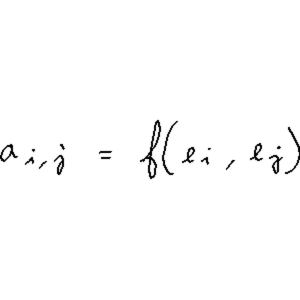 a_{i,j} = f(e_i, e_j)